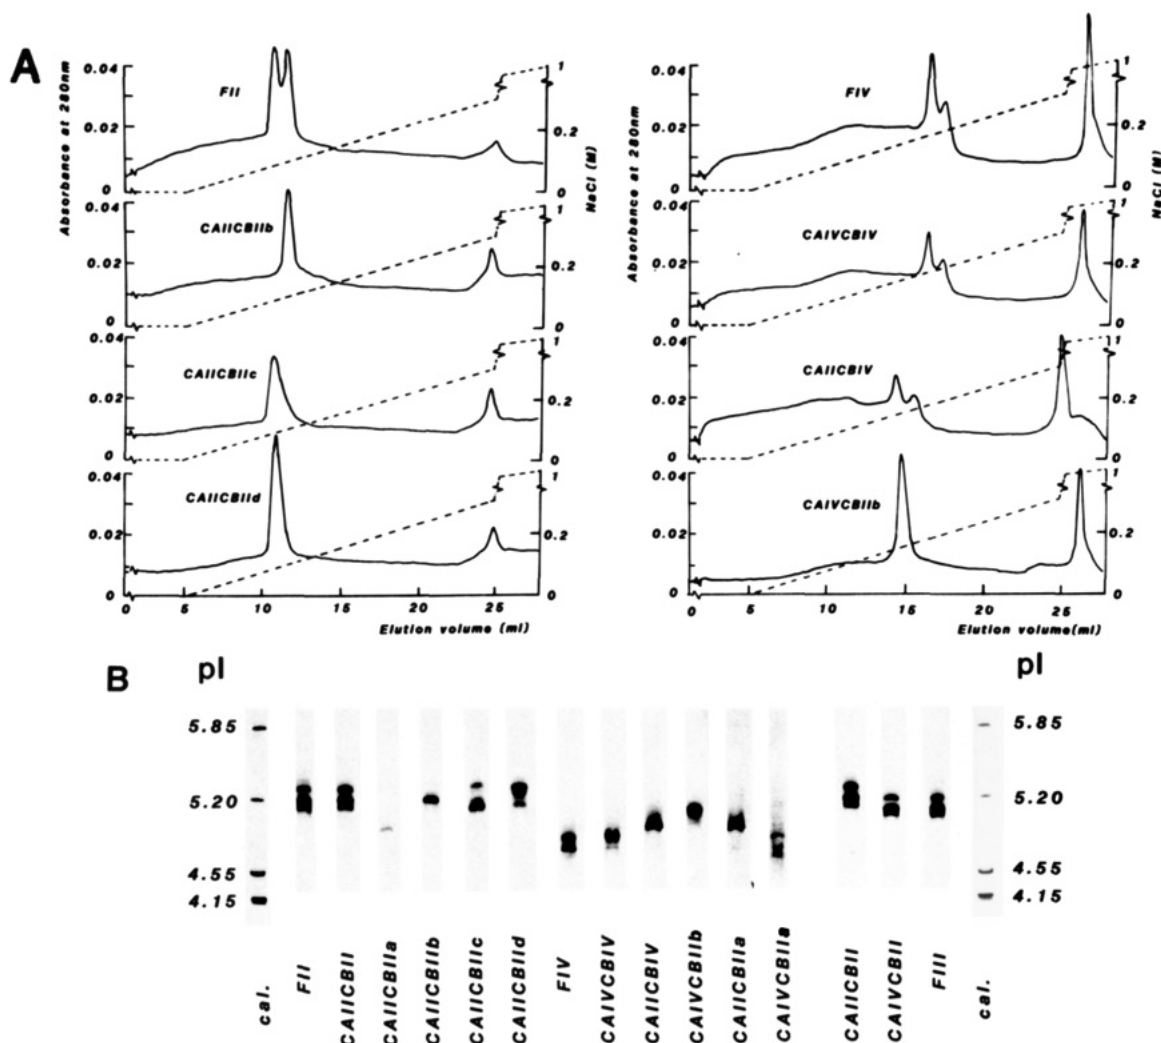 A
Absorbance at 280nm
0.04
0.02
0
FII
1
0.2
0
NaCl (M)
0.04
0.02
0
CAIICBIIb
1
0.2
0
0.04
0.02
0
CAIICBIIc
1
0.2
0
0.04
0.02
0
CAIICBIId
1
0.2
0
0 5 10 15 20 25
Elution volume (ml)
Absorbance at 280nm
0.04
0.02
0
FIV
1
0.2
0
NaCl (M)
0.04
0.02
0
CAIVCBIV
1
0.2
0
0.04
0.02
0
CAIICBIV
1
0.2
0
0.04
0.02
0
CAIVCBIIb
1
0.2
0
0 5 10 15 20 25
Elution volume(ml)
B
pI
5.85
5.20
4.55
4.15
pI
5.85
5.20
4.55
4.15
cal.
FII
CAIICBII
CAIICBIIa
CAIICBIIb
CAIICBIIc
CAIICBIId
FIV
CAIVCBIV
CAIICBIV
CAIVCBIIb
CAIICBIIa
CAIVCBIIa
CAIICBII
CAIVCBII
FIII
cal.